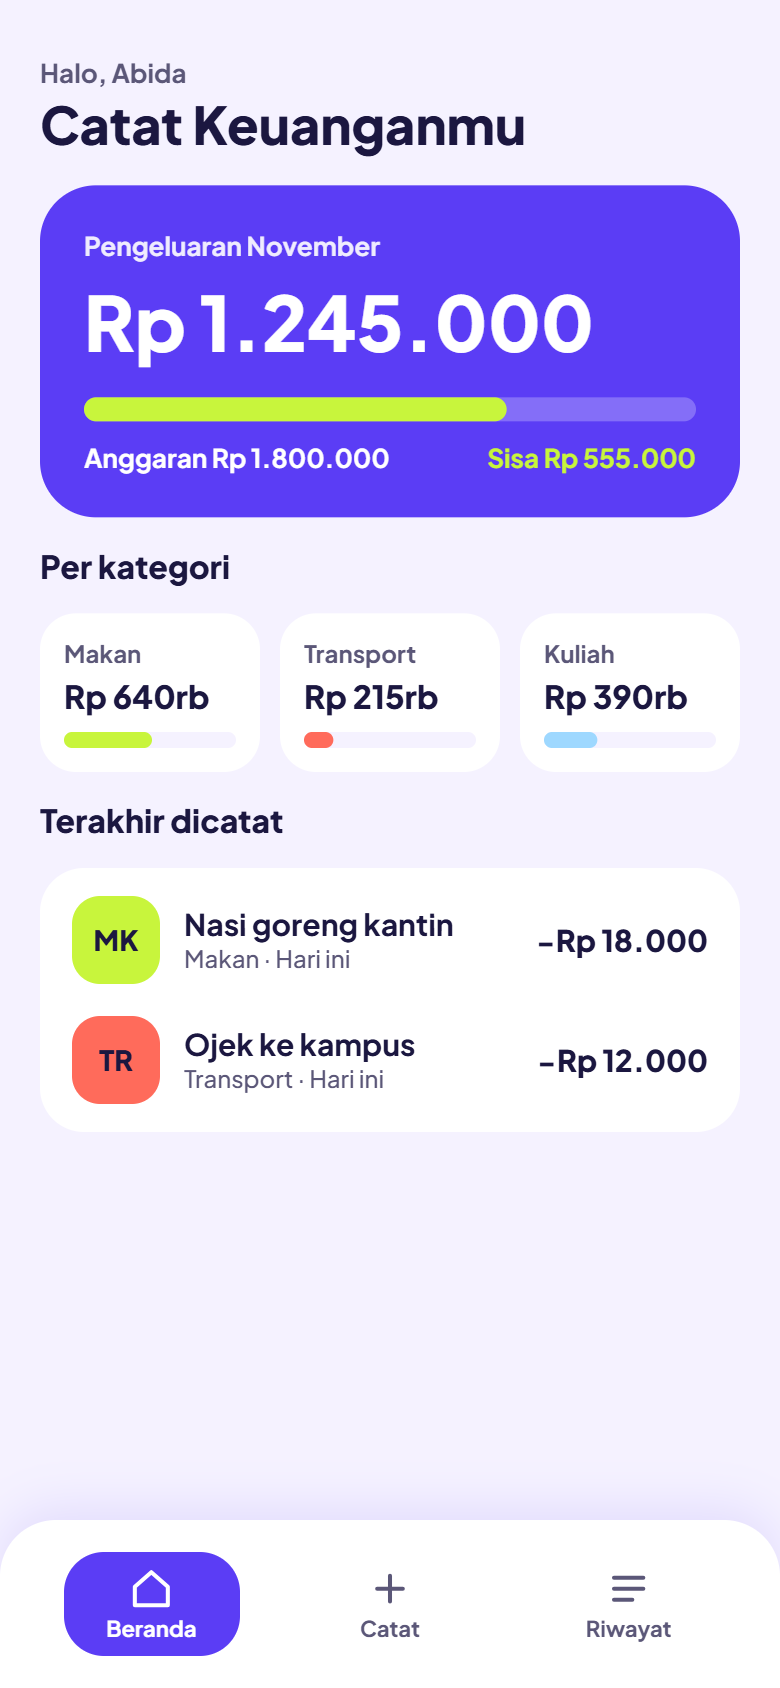 Halo, Abida
Catat Keuanganmu
Pengeluaran November
Rp 1.245.000
Anggaran Rp 1.800.000
Sisa Rp 555.000
Per kategori
Makan
Rp 640rb
Transport
Rp 215rb
Kuliah
Rp 390rb
Terakhir dicatat
MK
Nasi goreng kantin
Makan · Hari ini
−Rp 18.000
TR
Ojek ke kampus
Transport · Hari ini
−Rp 12.000
Beranda
Catat
Riwayat